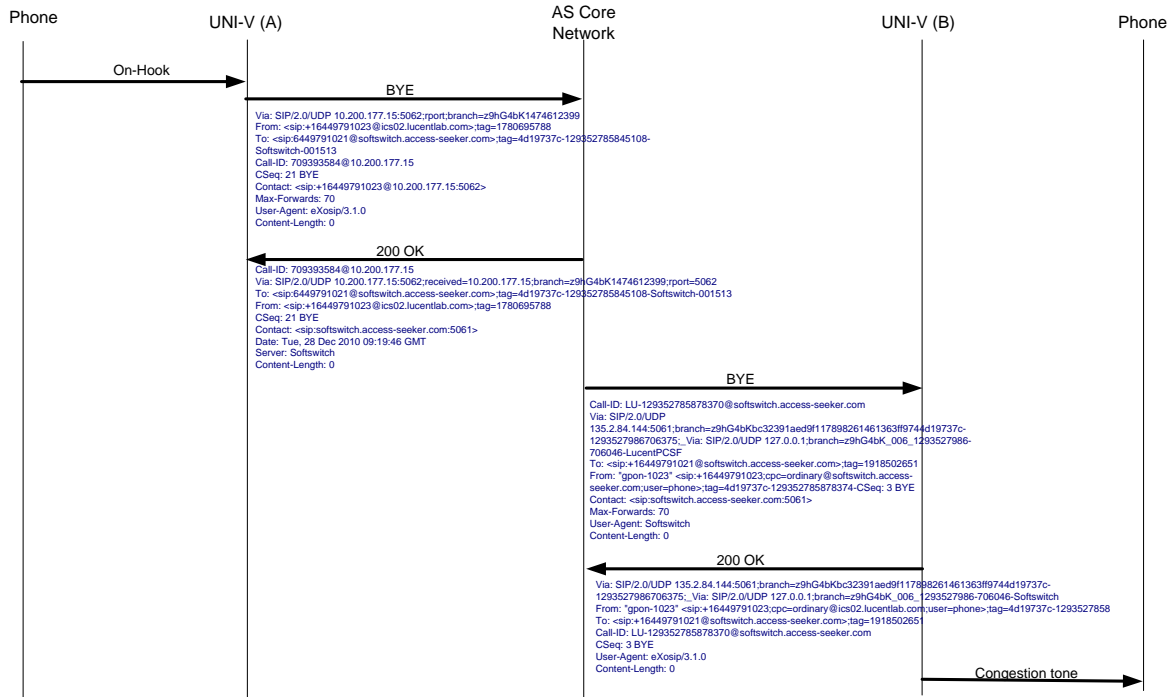 Phone
UNI-V (A)
AS Core
Network
UNI-V (B)
Phone
On-Hook
BYE
Via: SIP/2.0/UDP 10.200.177.15:5062;rport;branch=z9hG4bK1474612399
From: <sip:+16449791023@ics02.lucentlab.com>;tag=1780695788
To: <sip:6449791021@softswitch.access-seeker.com>;tag=4d19737c-129352785845108-
Softswitch-001513
Call-ID: 709393584@10.200.177.15
CSeq: 21 BYE
Contact: <sip:+16449791023@10.200.177.15:5062>
Max-Forwards: 70
User-Agent: eXosip/3.1.0
Content-Length: 0
200 OK
Call-ID: 709393584@10.200.177.15
Via: SIP/2.0/UDP 10.200.177.15:5062;received=10.200.177.15;branch=z9hG4bK1474612399;rport=5062
To: <sip:6449791021@softswitch.access-seeker.com>;tag=4d19737c-129352785845108-Softswitch-001513
From: <sip:+16449791023@ics02.lucentlab.com>;tag=1780695788
CSeq: 21 BYE
Contact: <sip:softswitch.access-seeker.com:5061>
Date: Tue, 28 Dec 2010 09:19:46 GMT
Server: Softswitch
Content-Length: 0
BYE
Call-ID: LU-129352785878370@softswitch.access-seeker.com
Via: SIP/2.0/UDP
135.2.84.144:5061;branch=z9hG4bKbc32391aed9f117898261461363ff9744d19737c-
1293527986706375;_Via: SIP/2.0/UDP 127.0.0.1;branch=z9hG4bK_006_1293527986-
706046-LucentPCSF
To: <sip:+16449791021@softswitch.access-seeker.com>;tag=1918502651
From: "gpon-1023" <sip:+16449791023;cpc=ordinary@softswitch.access-
seeker.com;user=phone>;tag=4d19737c-129352785878374-CSeq: 3 BYE
Contact: <sip:softswitch.access-seeker.com:5061>
Max-Forwards: 70
User-Agent: Softswitch
Content-Length: 0
200 OK
Via: SIP/2.0/UDP 135.2.84.144:5061;branch=z9hG4bKbc32391aed9f117898261461363ff9744d19737c-
1293527986706375;_Via: SIP/2.0/UDP 127.0.0.1;branch=z9hG4bK_006_1293527986-706046-Softswitch
From: "gpon-1023" <sip:+16449791023;cpc=ordinary@ics02.lucentlab.com;user=phone>;tag=4d19737c-1293527858
To: <sip:+16449791021@softswitch.access-seeker.com>;tag=1918502651
Call-ID: LU-129352785878370@softswitch.access-seeker.com
CSeq: 3 BYE
User-Agent: eXosip/3.1.0
Content-Length: 0
Congestion tone